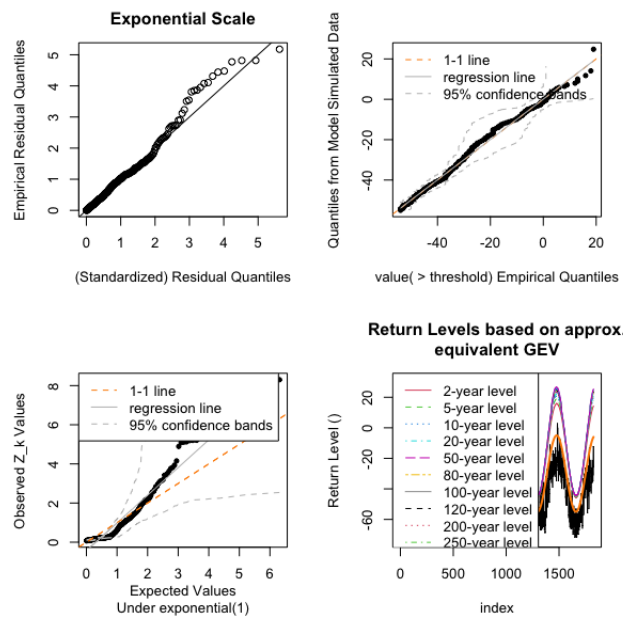 Exponential Scale
Empirical Residual Quantiles
5
4
3
2
1
0
0 1 2 3 4 5
(Standardized) Residual Quantiles
Quantiles from Model Simulated Data
20
0
-20
-40
1-1 line
regression line
95% confidence bands
-40 -20 0 20
value( > threshold) Empirical Quantiles
Observed Z_k Values
8
6
4
2
0
1-1 line
regression line
95% confidence bands
0 1 2 3 4 5 6
Expected Values
Under exponential(1)
Return Levels based on approx.
equivalent GEV
Return Level ()
20
0
-20
-40
-60
2-year level
5-year level
10-year level
20-year level
50-year level
80-year level
100-year level
120-year level
200-year level
250-year level
0 500 1000 1500
index